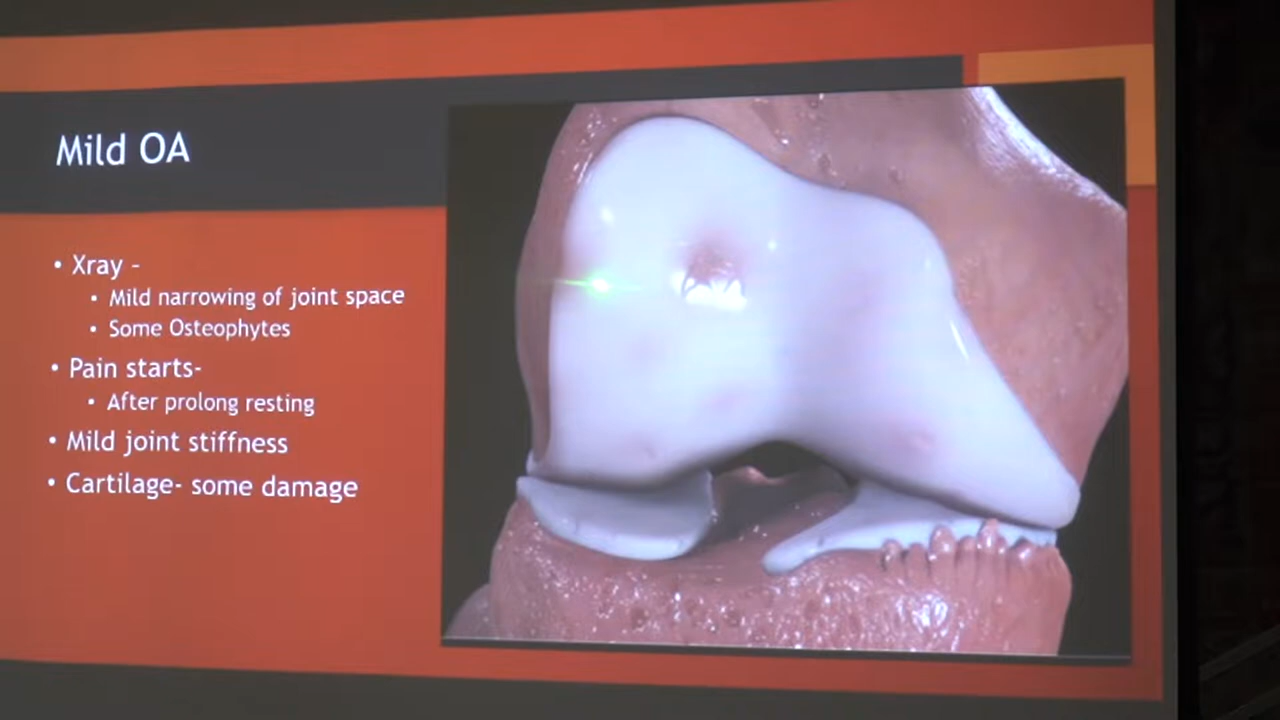 Mild OA
• Xray –
• Mild narrowing of joint space
• Some Osteophytes
• Pain starts-
• After prolong resting
• Mild joint stiffness
• Cartilage- some damage